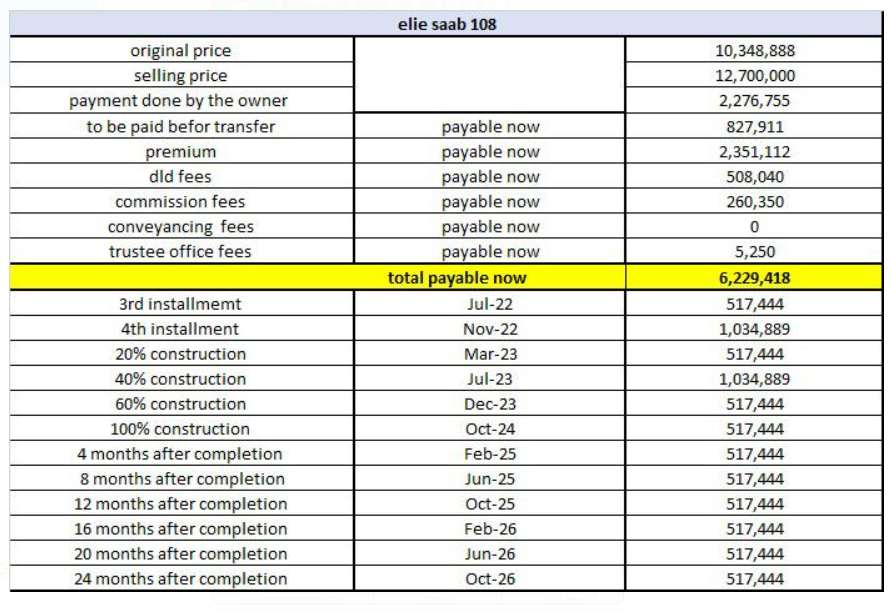 elie saab 108
original price 10,348,888
selling price 12,700,000
payment done by the owner 2,276,755
to be paid befor transfer payable now 827,911
premium payable now 2,351,112
dld fees payable now 508,040
commission fees payable now 260,350
conveyancing fees payable now 0
trustee office fees payable now 5,250
total payable now 6,229,418
3rd installmemt Jul-22 517,444
4th installment Nov-22 1,034,889
20% construction Mar-23 517,444
40% construction Jul-23 1,034,889
60% construction Dec-23 517,444
100% construction Oct-24 517,444
4 months after completion Feb-25 517,444
8 months after completion Jun-25 517,444
12 months after completion Oct-25 517,444
16 months after completion Feb-26 517,444
20 months after completion Jun-26 517,444
24 months after completion Oct-26 517,444